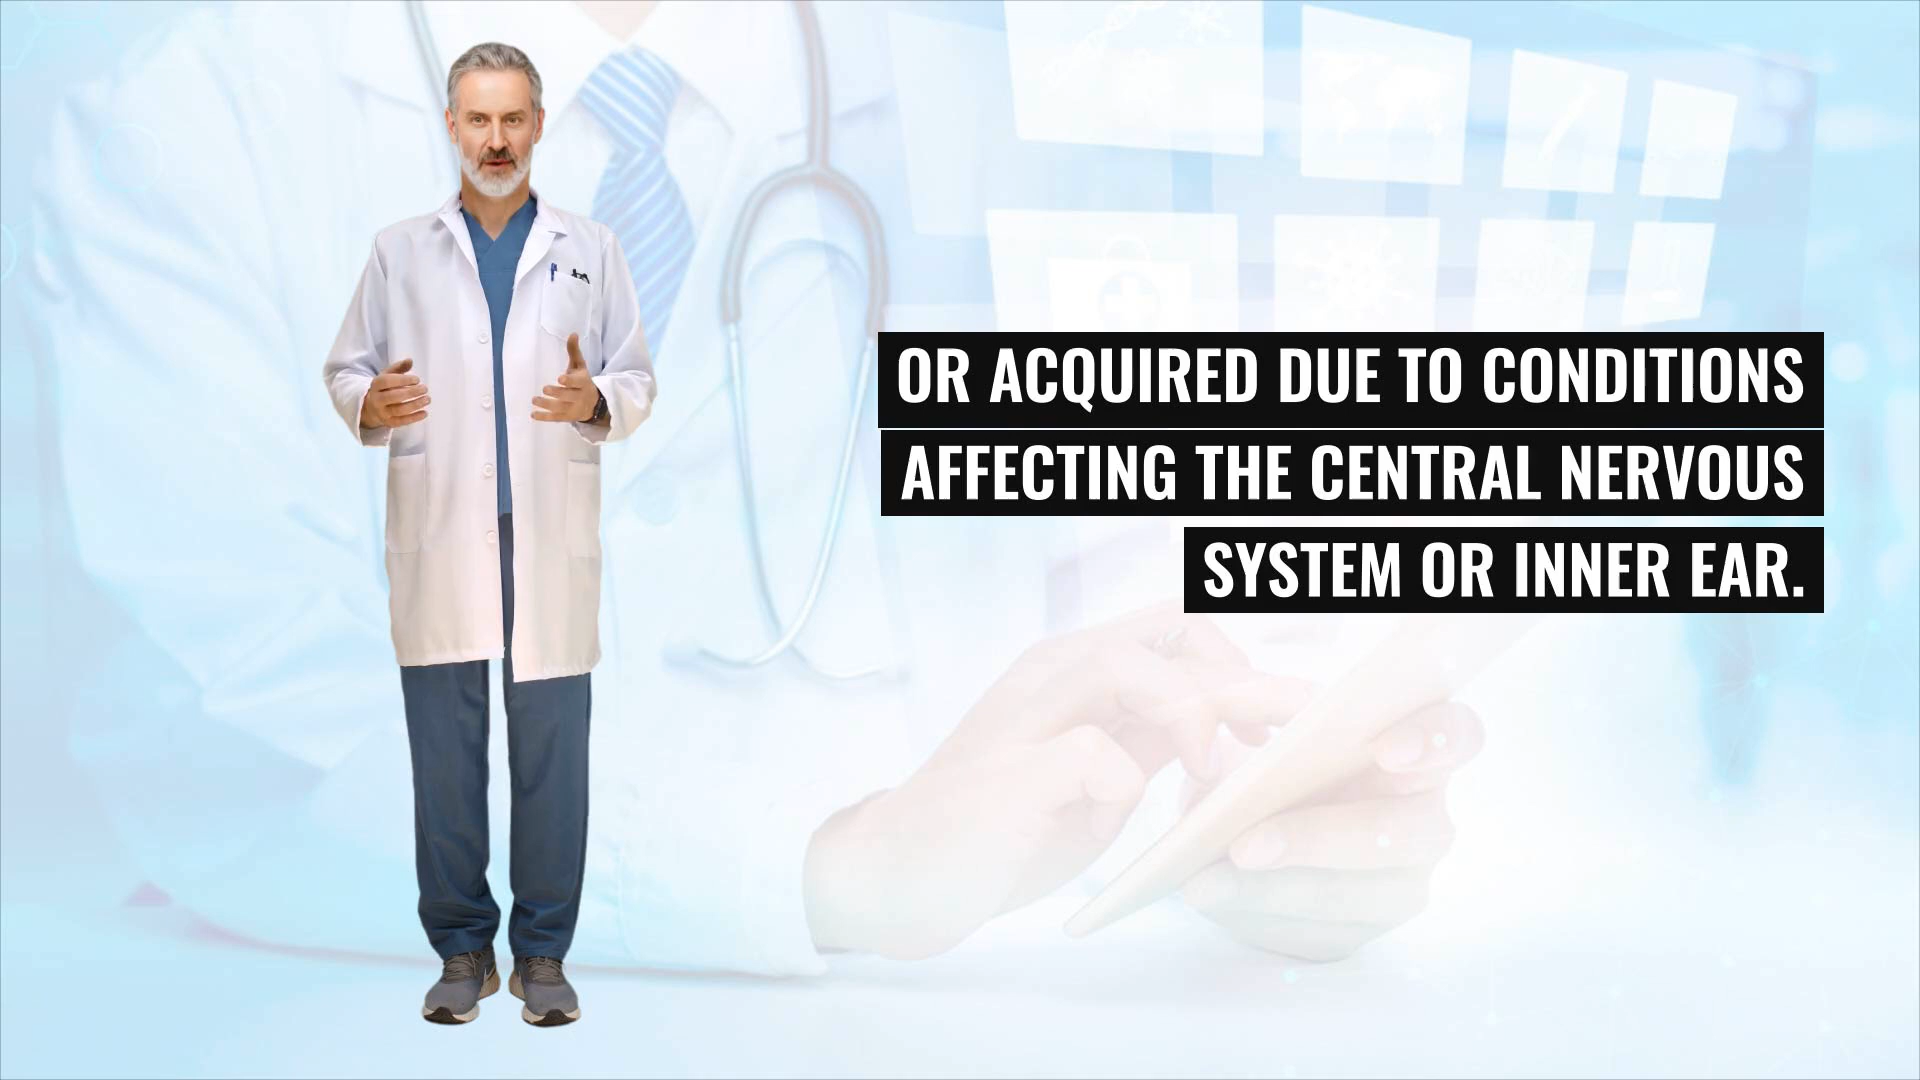 OR ACQUIRED DUE TO CONDITIONS
AFFECTING THE CENTRAL NERVOUS
SYSTEM OR INNER EAR.